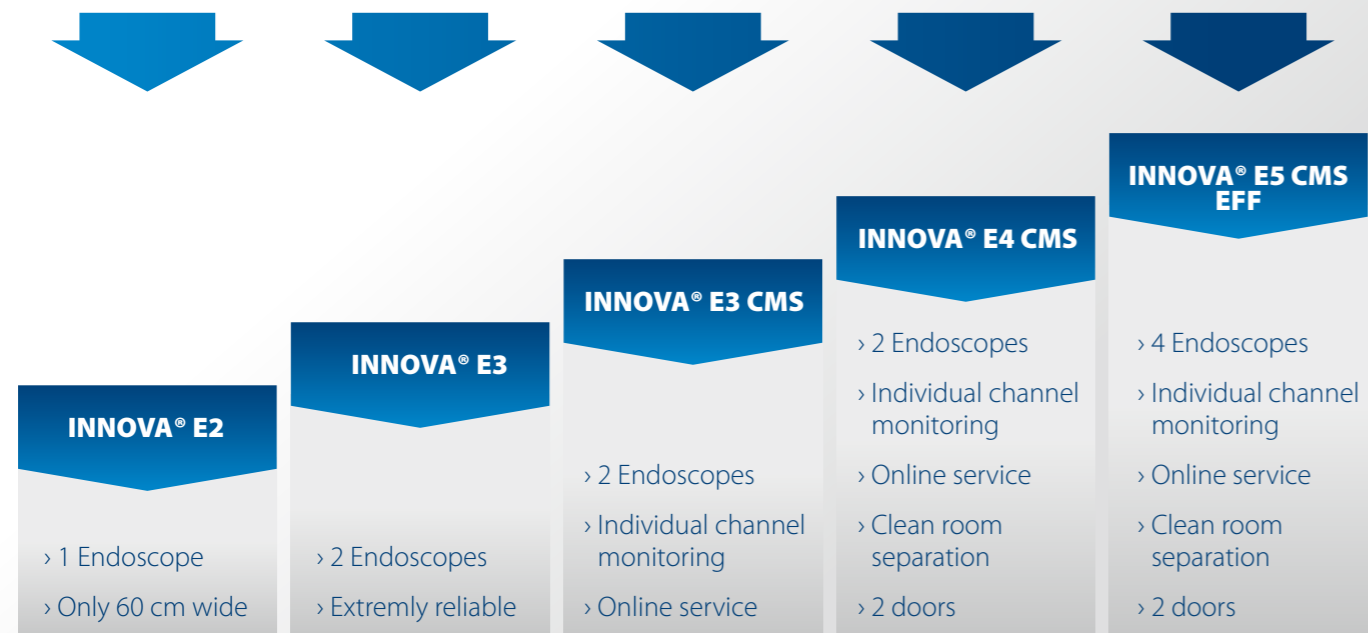 INNOVA® E2
› 1 Endoscope
› Only 60 cm wide
INNOVA® E3
› 2 Endoscopes
› Extremly reliable
INNOVA® E3 CMS
› 2 Endoscopes
› Individual channel
monitoring
› Online service
INNOVA® E4 CMS
› 2 Endoscopes
› Individual channel
monitoring
› Online service
› Clean room
separation
› 2 doors
INNOVA® E5 CMS
EFF
› 4 Endoscopes
› Individual channel
monitoring
› Online service
› Clean room
separation
› 2 doors